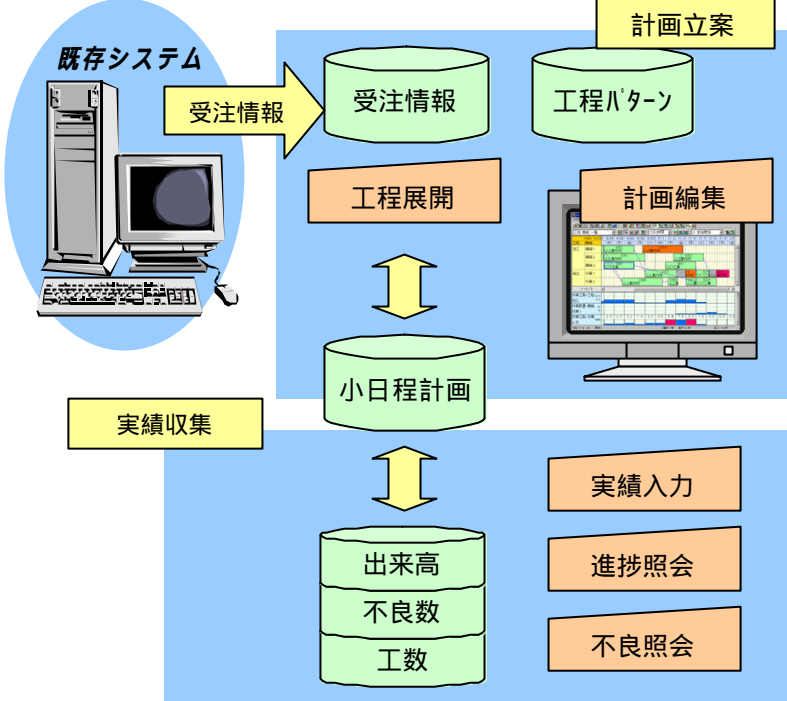 計画立案
既存システム
受注情報
受注情報
工程ﾊﾟﾀｰﾝ
工程展開
計画編集
小日程計画
実績収集
実績入力
出来高
進捗照会
不良数
不良照会
工数